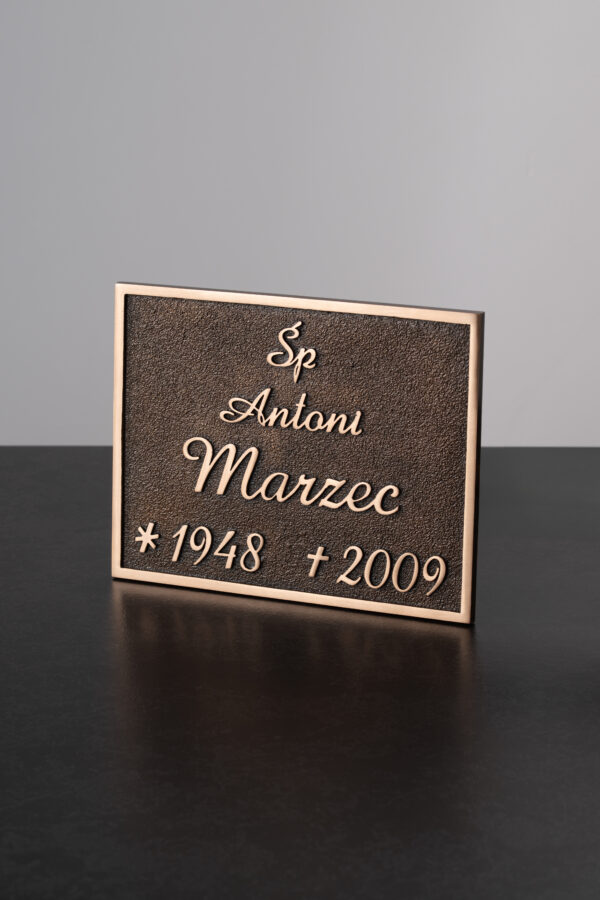 Śp
Antoni
Marzec
* 1948 † 2009